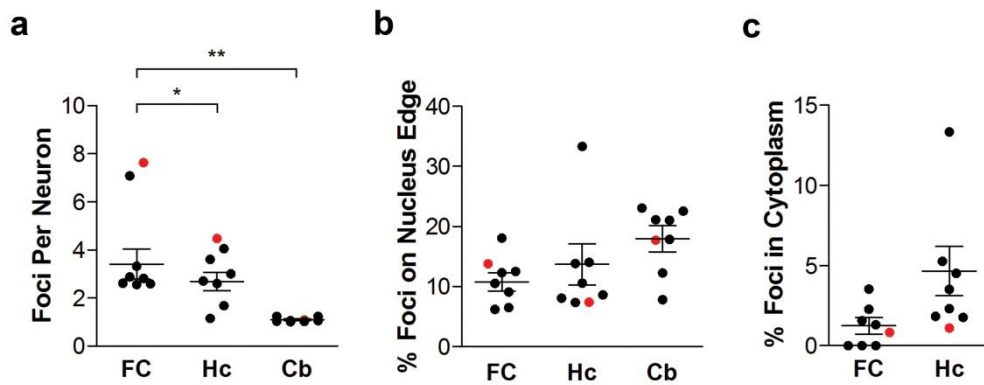 a
**
*
Foci Per Neuron
10
8
6
4
2
0
FC Hc Cb
b
% Foci on Nucleus Edge
40
30
20
10
0
FC Hc Cb
c
% Foci in Cytoplasm
15
10
5
0
FC Hc